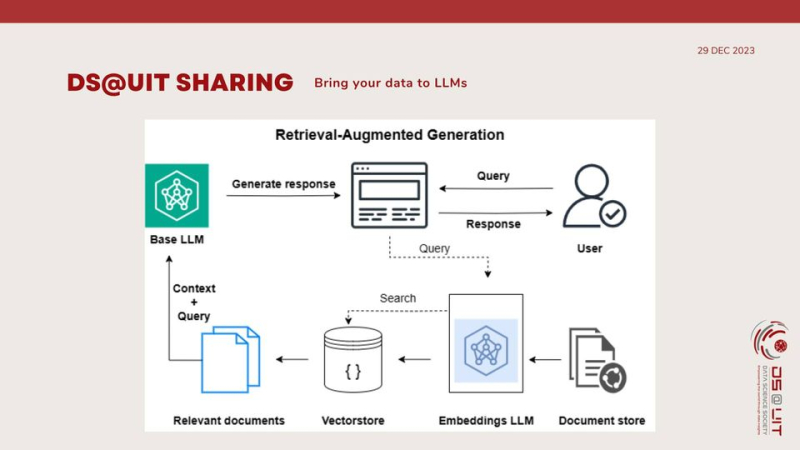 29 DEC 2023
DS@UIT SHARING
Bring your data to LLMs
Retrieval-Augmented Generation
Generate response
Query
Response
Base LLM
User
Query
Context
+
Query
Search
{ }
Relevant documents
Vectorstore
Embeddings LLM
Document store
DS@UIT
DATA SCIENCE SOCIETY